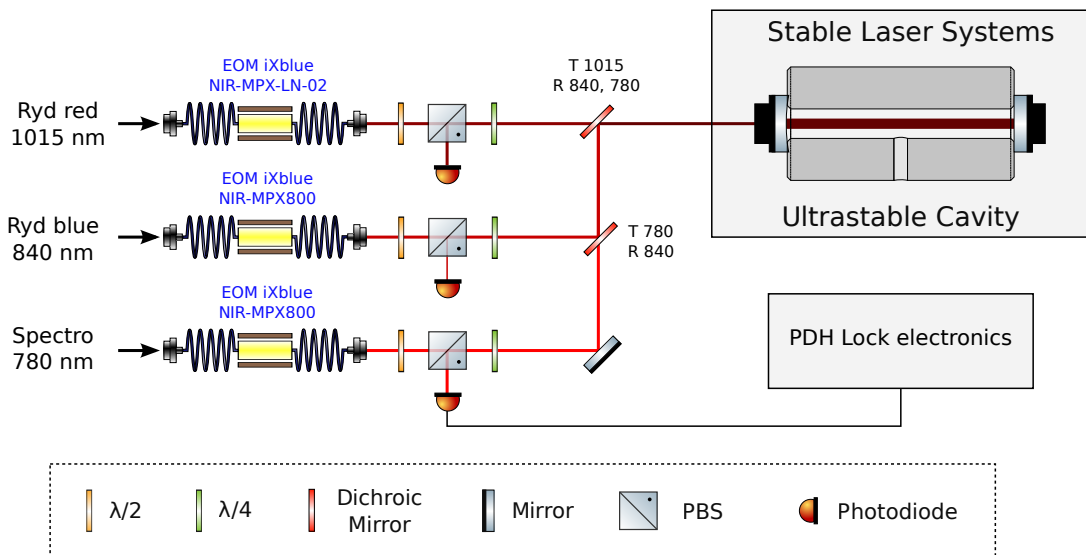 EOM iXblue
NIR-MPX-LN-02
Ryd red
1015 nm
T 1015
R 840, 780
Stable Laser Systems
Ultrastable Cavity
EOM iXblue
NIR-MPX800
Ryd blue
840 nm
T 780
R 840
EOM iXblue
NIR-MPX800
Spectro
780 nm
PDH Lock electronics
λ/2
λ/4
Dichroic
Mirror
Mirror
PBS
Photodiode